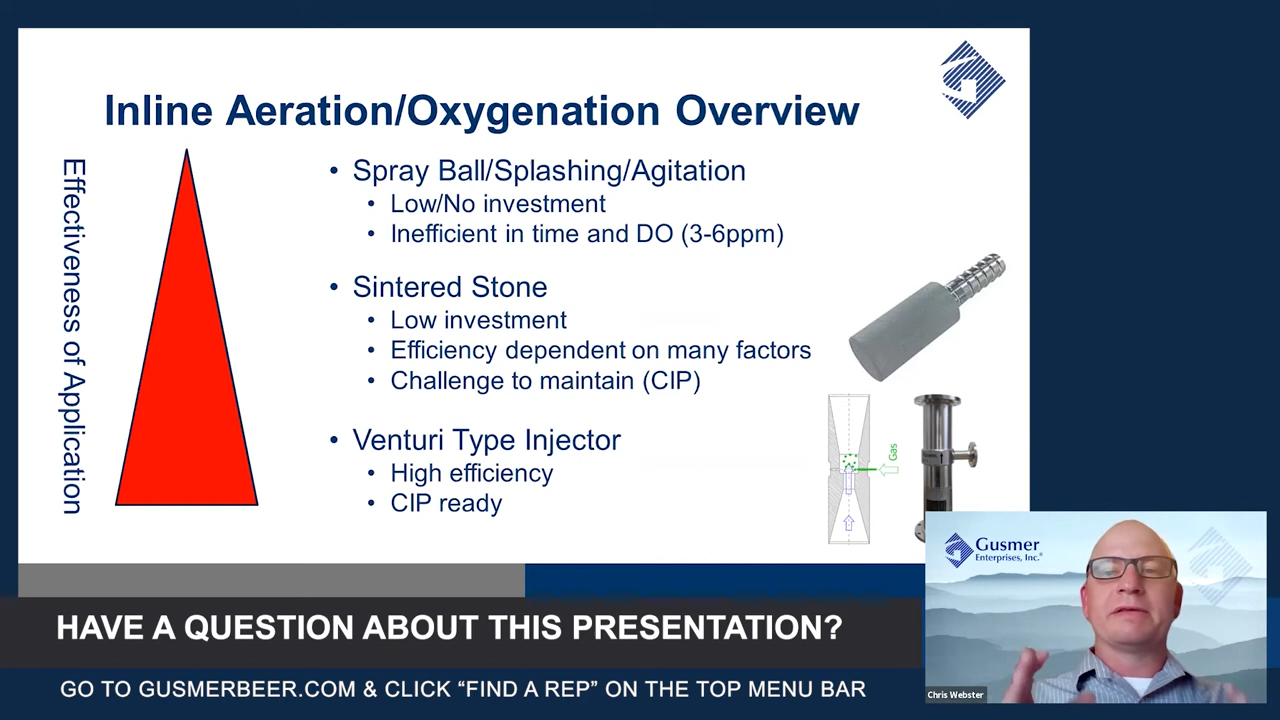 Inline Aeration/Oxygenation Overview
Effectiveness of Application
• Spray Ball/Splashing/Agitation
• Low/No investment
• Inefficient in time and DO (3-6ppm)
• Sintered Stone
• Low investment
• Efficiency dependent on many factors
• Challenge to maintain (CIP)
• Venturi Type Injector
• High efficiency
• CIP ready
Gas
Gusmer
Enterprises, Inc.®
Chris Webster
HAVE A QUESTION ABOUT THIS PRESENTATION?
GO TO GUSMERBEER.COM & CLICK “FIND A REP” ON THE TOP MENU BAR